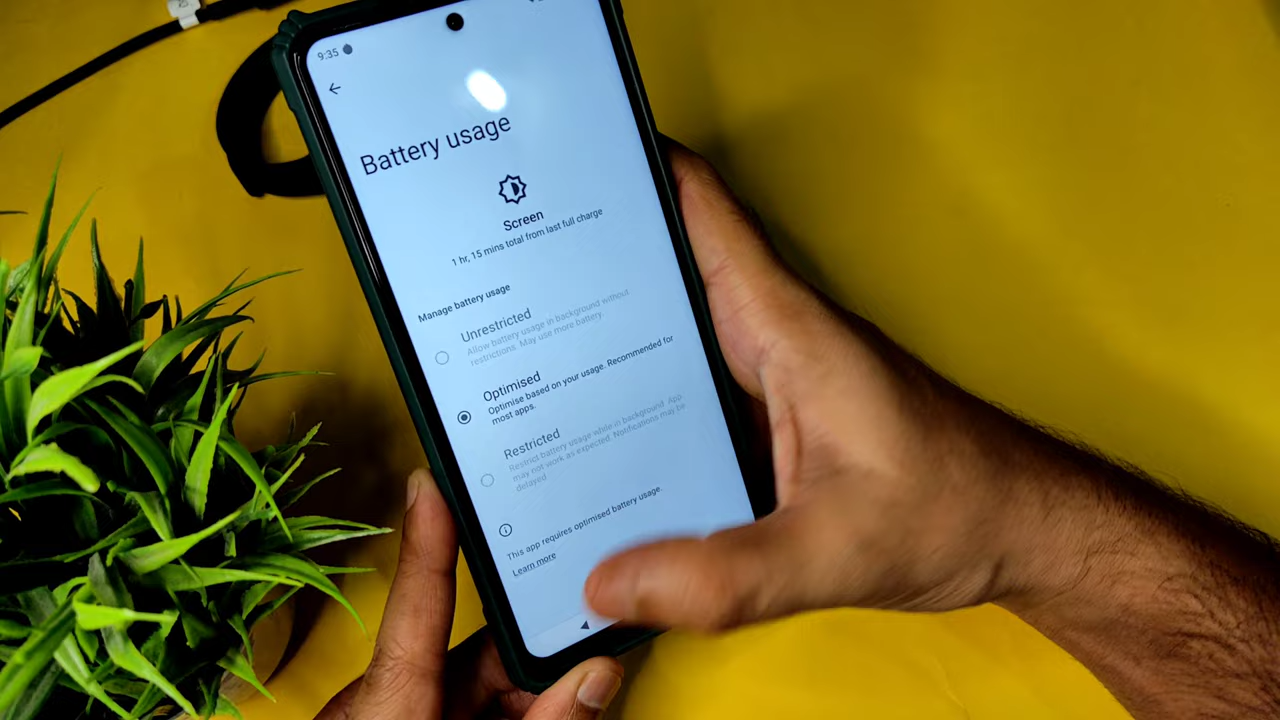 9:35
Battery usage
Screen
1 hr, 15 mins total from last full charge
Manage battery usage
Unrestricted
Allow battery usage in background without
restrictions. May use more battery.
Optimised
Optimise based on your usage. Recommended for
most apps.
Restricted
Restrict battery usage while in background. App
may not work as expected. Notifications may be
delayed.
This app requires optimised battery usage.
Learn more